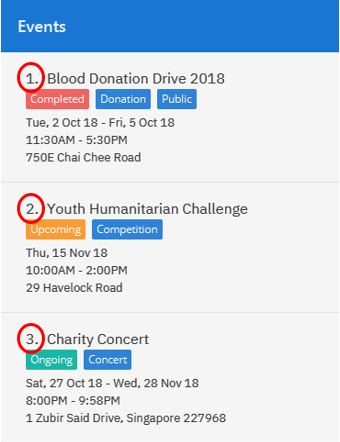 Events
1. Blood Donation Drive 2018
Completed Donation Public
Tue, 2 Oct 18 - Fri, 5 Oct 18
11:30AM - 5:30PM
750E Chai Chee Road
2. Youth Humanitarian Challenge
Upcoming Competition
Thu, 15 Nov 18
10:00AM - 2:00PM
29 Havelock Road
3. Charity Concert
Ongoing Concert
Sat, 27 Oct 18 - Wed, 28 Nov 18
8:00PM - 9:58PM
1 Zubir Said Drive, Singapore 227968